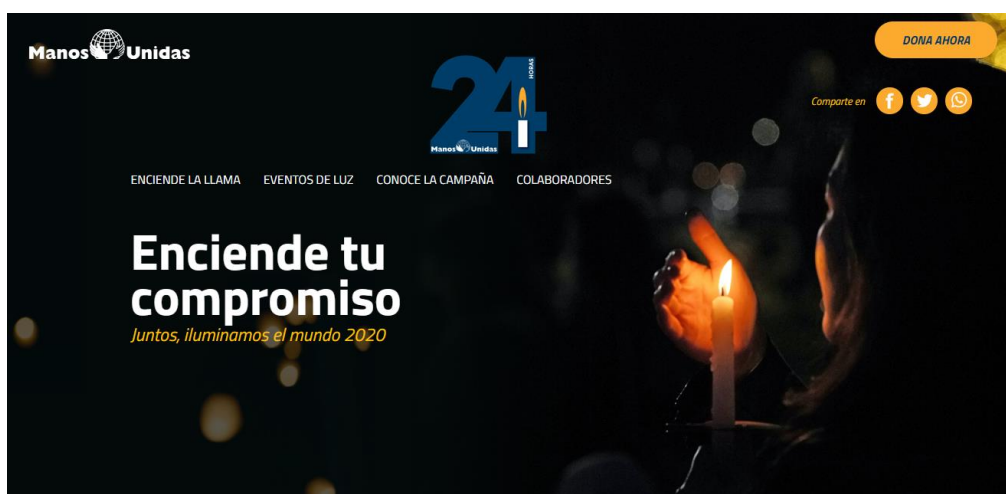 Manos Unidas
DONA AHORA
24 HORAS
Manos Unidas
Comparte en
ENCIENDE LA LLAMA EVENTOS DE LUZ CONOCE LA CAMPAÑA COLABORADORES
Enciende tu
compromiso
Juntos, iluminamos el mundo 2020